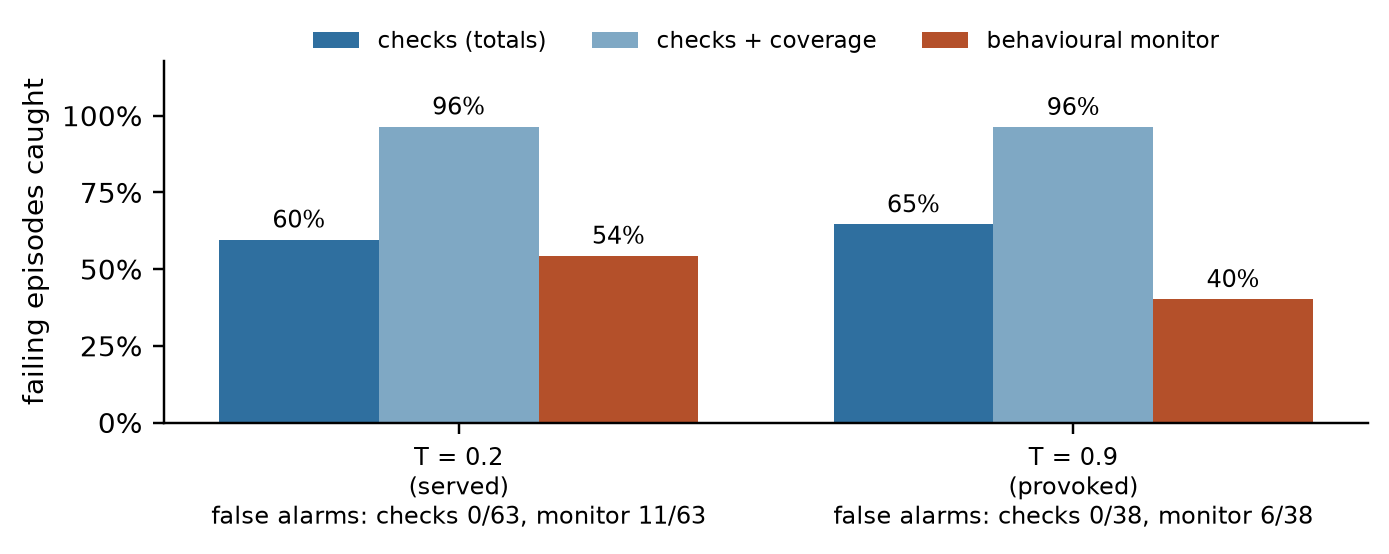 checks (totals) checks + coverage behavioural monitor
failing episodes caught
100%
75%
50%
25%
0%
60%
96%
54%
65%
96%
40%
T = 0.2
(served)
false alarms: checks 0/63, monitor 11/63
T = 0.9
(provoked)
false alarms: checks 0/38, monitor 6/38